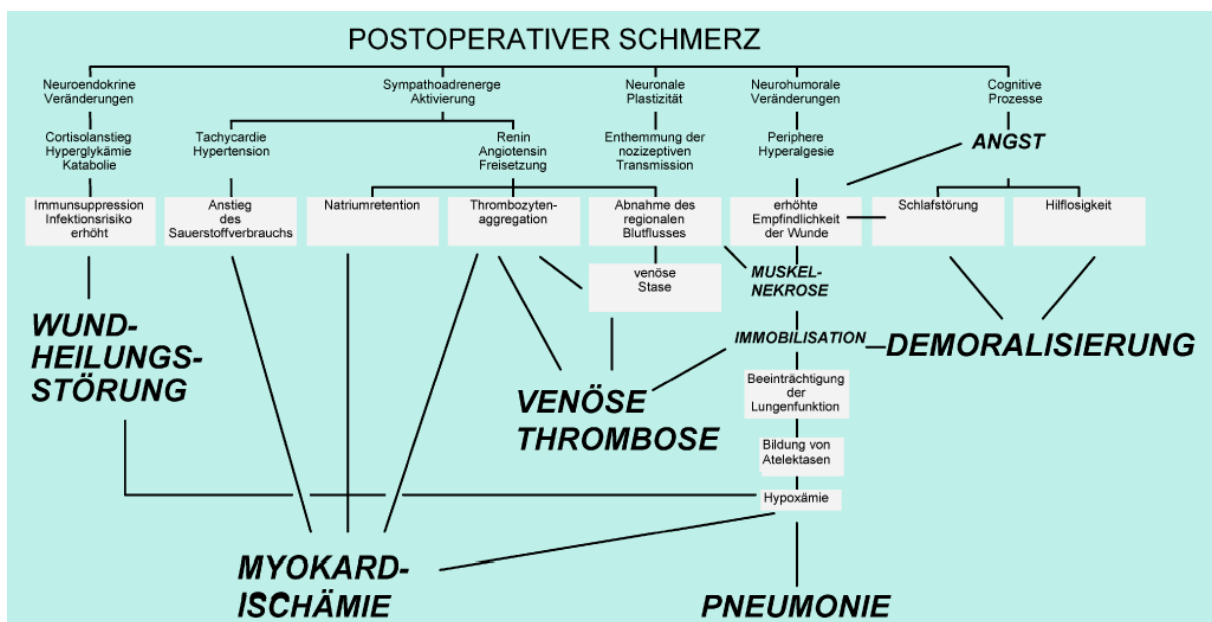 POSTOPERATIVER SCHMERZ
Neuroendokrine
Veränderungen
Sympathoadrenerge
Aktivierung
Neuronale
Plastizität
Neurohumorale
Veränderungen
Cognitive
Prozesse
Cortisolanstieg
Hyperglykämie
Katabolie
Tachycardie
Hypertension
Renin
Angiotensin
Freisetzung
Enthemmung der
nozizeptiven
Transmission
Periphere
Hyperalgesie
ANGST
Immunsuppression
Infektionsrisiko
erhöht
Anstieg
des
Sauerstoffverbrauchs
Natriumretention
Thrombozyten-
aggregation
Abnahme des
regionalen
Blutflusses
erhöhte
Empfindlichkeit
der Wunde
Schlafstörung
Hilflosigkeit
venöse
Stase
MUSKEL-
NEKROSE
WUND-
HEILUNGS-
STÖRUNG
IMMOBILISATION
DEMORALISIERUNG
VENÖSE
THROMBOSE
Beeinträchtigung
der
Lungenfunktion
Bildung von
Atelektasen
Hypoxämie
MYOKARD-
ISCHÄMIE
PNEUMONIE